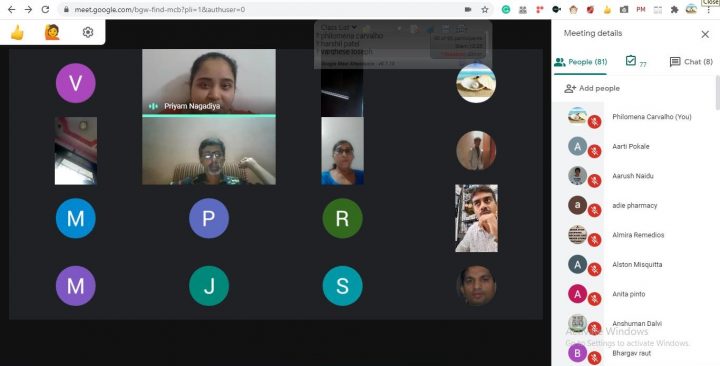 meet.google.com/bgw-find-mcb?pli=1&authuser=0
Close
Class List
philomena carvalho
harshil patel
varghese joseph
Meeting details
People (81)
77
Chat (8)
Add people
V
Priyam Nagadiya
M
P
R
M
J
S
Philomena Carvalho (You)
A
Aarti Pokale
Aarush Naidu
a
adie pharmacy
Almira Remedios
A
Alston Misquitta
A
Anita pinto
Anshuman Dalvi
B
Bhargav raut
Activate Windows
Go to Settings to activate Windows.